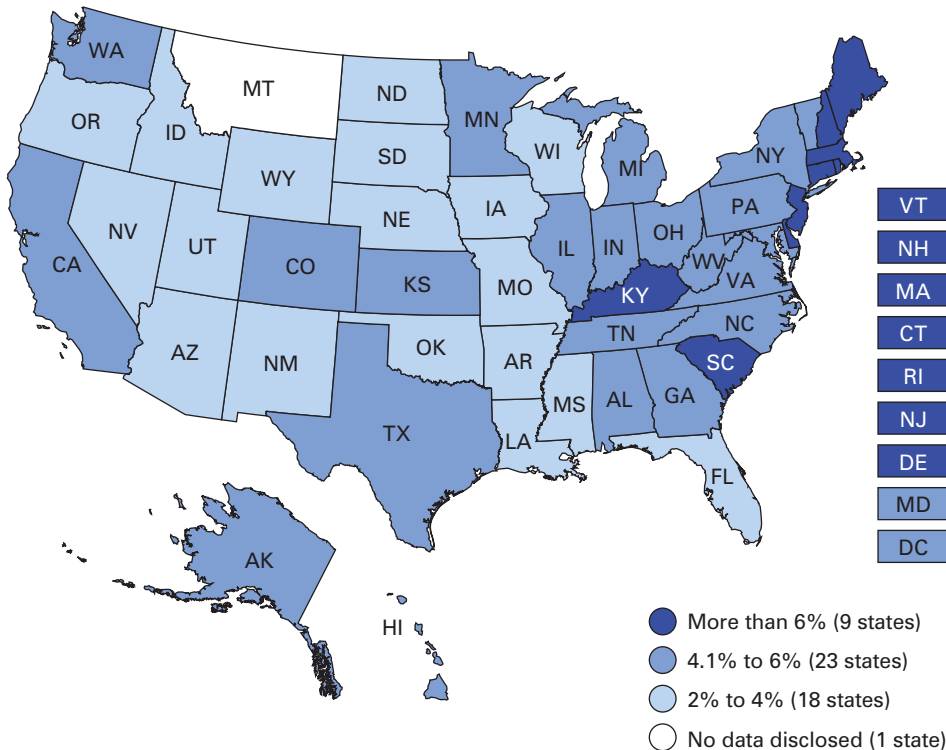 WA
MT
ND
MN
OR
ID
SD
WI
MI
NY
WY
IA
PA
NE
NV
UT
CO
IL
IN
OH
WV
VA
CA
KS
MO
KY
NC
TN
AZ
NM
OK
AR
SC
MS
AL
GA
TX
LA
FL
AK
HI
VT
NH
MA
CT
RI
NJ
DE
MD
DC
More than 6% (9 states)
4.1% to 6% (23 states)
2% to 4% (18 states)
No data disclosed (1 state)